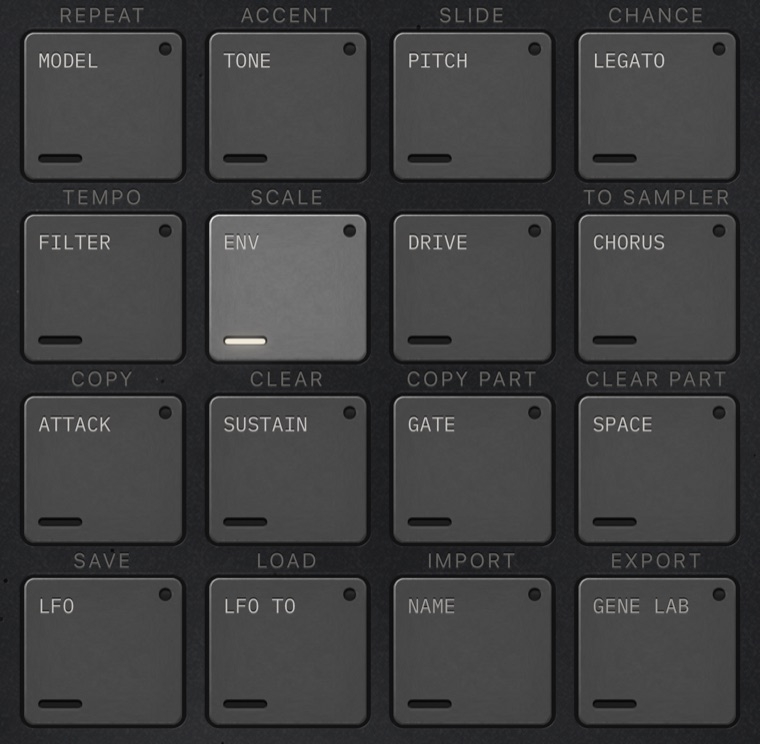 REPEAT ACCENT SLIDE CHANCE
MODEL TONE PITCH LEGATO
TEMPO SCALE TO SAMPLER
FILTER ENV DRIVE CHORUS
COPY CLEAR COPY PART CLEAR PART
ATTACK SUSTAIN GATE SPACE
SAVE LOAD IMPORT EXPORT
LFO LFO TO NAME GENE LAB